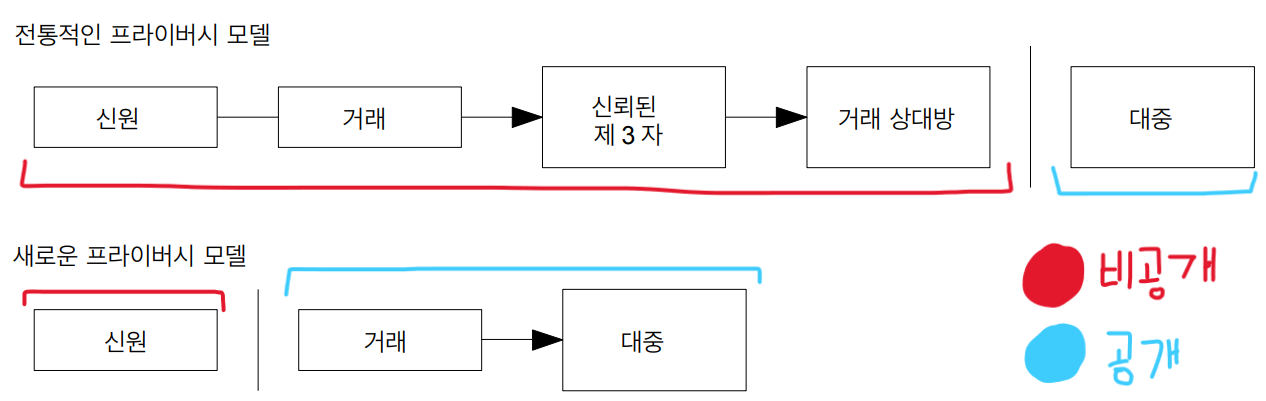 전통적인 프라이버시 모델
신원
거래
신뢰된
제 3 자
거래 상대방
대중
새로운 프라이버시 모델
신원
거래
대중
비공개
공개